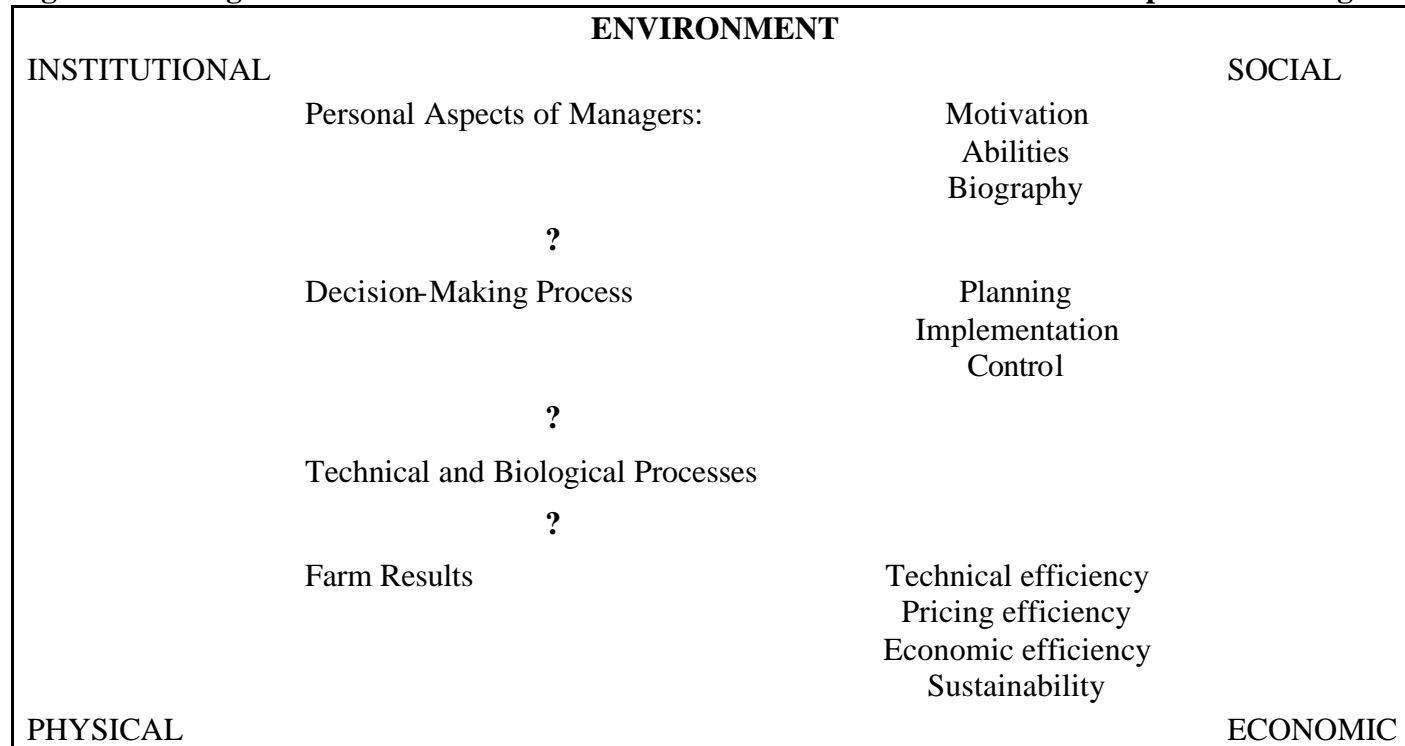 ENVIRONMENT
INSTITUTIONAL SOCIAL
Personal Aspects of Managers: Motivation
Abilities
Biography
?
Decision-Making Process Planning
Implementation
Control
?
Technical and Biological Processes
?
Farm Results Technical efficiency
Pricing efficiency
Economic efficiency
Sustainability
PHYSICAL ECONOMIC